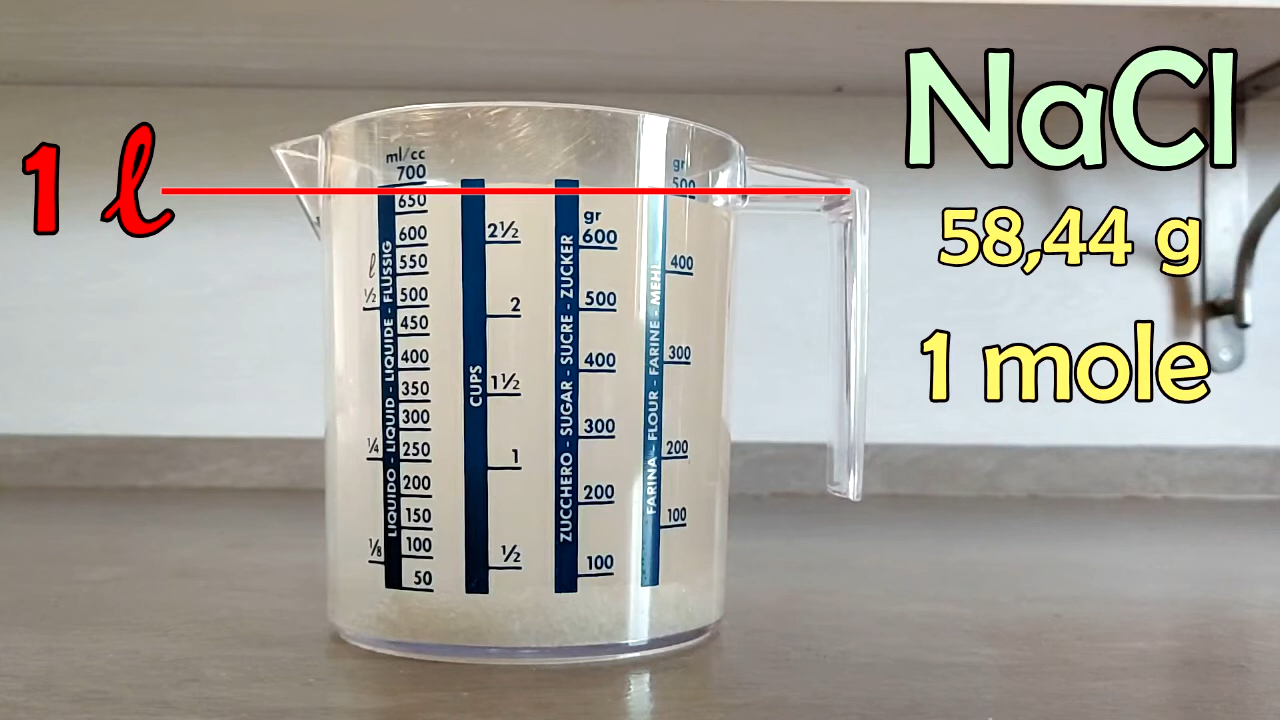 1 ℓ
NaCl
58,44 g
1 mole
ml/cc
700
650
600
550
ℓ
½ 500
450
400
350
300
¼ 250
200
150
⅛ 100
50
LIQUIDO - LIQUID - LIQUIDE - FLÜSSIG
2½
2
1½
1
½
CUPS
gr
600
500
400
300
200
100
ZUCCHERO - SUGAR - SUCRE - ZUCKER
gr
500
400
300
200
100
FARINA - FLOUR - FARINE - MEHL